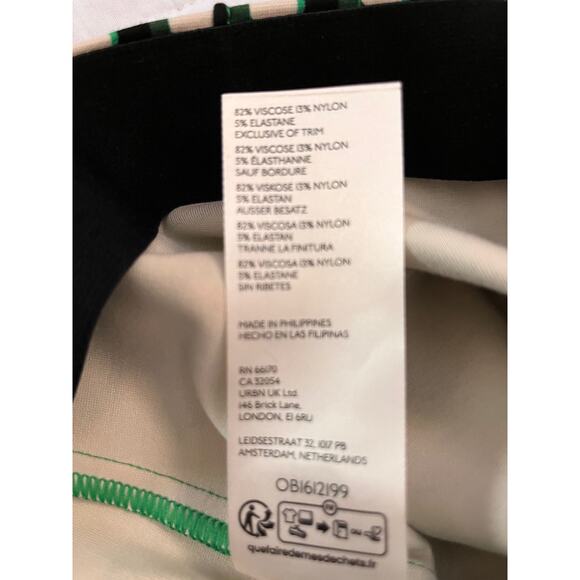 82% VISCOSE 13% NYLON
5% ELASTANE
EXCLUSIVE OF TRIM
82% VISCOSE 13% NYLON
5% ÉLASTHANNE
SAUF BORDURE
82% VISKOSE 13% NYLON
5% ELASTAN
AUSSER BESATZ
82% VISCOSA 13% NYLON
5% ELASTAN
TRANNE LA FINITURA
82% VISCOSA 13% NYLON
5% ELASTANE
SIN RIBETES
MADE IN PHILIPPINES
HECHO EN LAS FILIPINAS
RN 66170
CA 32054
URBN UK Ltd.
146 Brick Lane,
LONDON, E1 6RU
LEIDSESTRAAT 32, 1017 PB
AMSTERDAM, NETHERLANDS
OB1612199
FR
OU
quefairedemesdechets.fr